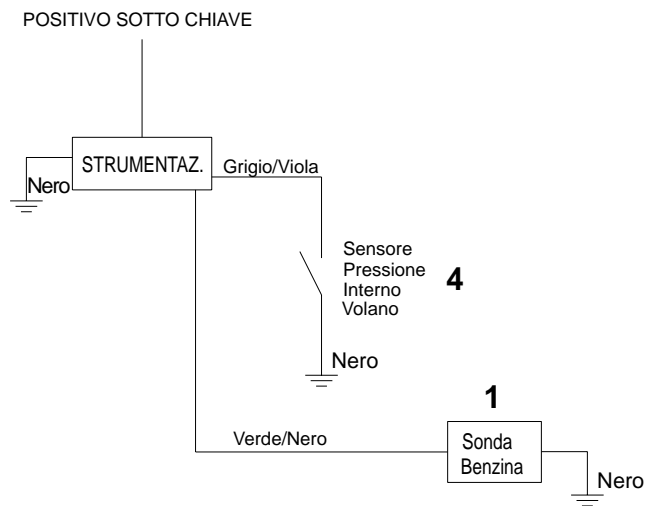 POSITIVO SOTTO CHIAVE
STRUMENTAZ.
Grigio/Viola
Nero
Sensore
Pressione
Interno
Volano
4
Nero
1
Verde/Nero
Sonda
Benzina
Nero